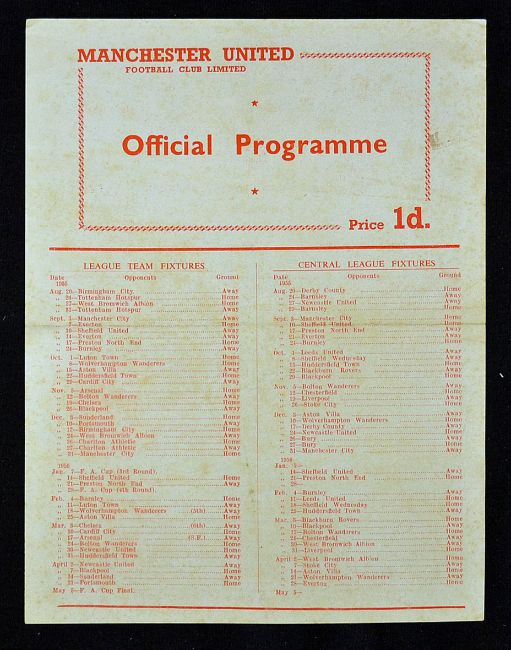 MANCHESTER UNITED
FOOTBALL CLUB LIMITED
Official Programme
Price 1d.
LEAGUE TEAM FIXTURES
Date Opponents Ground
1955
Aug. 20—Birmingham City Away
„ 24—Tottenham Hotspur Home
„ 27—West Bromwich Albion Home
„ 31—Tottenham Hotspur Away
Sept. 3—Manchester City Away
„ 7—Everton Home
„ 10—Sheffield United Away
„ 14—Everton Away
„ 17—Preston North End Home
„ 24—Burnley Away
Oct. 1—Luton Town Home
„ 8—Wolverhampton Wanderers Home
„ 15—Aston Villa Away
„ 22—Huddersfield Town Home
„ 29—Cardiff City Away
Nov. 5—Arsenal Home
„ 12—Bolton Wanderers Away
„ 19—Chelsea Home
„ 26—Blackpool Away
Dec. 3—Sunderland Home
„ 10—Portsmouth Away
„ 17—Birmingham City Home
„ 24—West Bromwich Albion Away
„ 26—Charlton Athletic Home
„ 27—Charlton Athletic Away
„ 31—Manchester City Home
1956
Jan. 7—F. A. Cup (3rd Round).
„ 14—Sheffield United Home
„ 21—Preston North End Away
„ 28—F. A. Cup (4th Round).
Feb. 4—Burnley Home
„ 11—Luton Town Away
„ 18—Wolverhampton Wanderers (5th) Away
„ 25—Aston Villa Home
Mar. 3—Chelsea (6th) Away
„ 10—Cardiff City Home
„ 17—Arsenal (S.F.) Away
„ 24—Bolton Wanderers Home
„ 30—Newcastle United Home
„ 31—Huddersfield Town Away
April 2—Newcastle United Away
„ 7—Blackpool Home
„ 14—Sunderland Away
„ 21—Portsmouth Home
May 5—F. A. Cup Final.
CENTRAL LEAGUE FIXTURES
Date Opponents Ground
1955
Aug. 20—Derby County Home
„ 24—Barnsley Away
„ 27—Newcastle United Away
„ 29—Barnsley Home
Sept. 3—Manchester City Home
„ 10—Sheffield United Home
„ 17—Preston North End Away
„ 21—Everton Away
„ 24—Burnley Home
Oct. 1—Leeds United Away
„ 8—Sheffield Wednesday Away
„ 15—Huddersfield Town Home
„ 22—Blackburn Rovers Away
„ 29—Blackpool Home
Nov. 5—Bolton Wanderers Away
„ 12—Chesterfield Home
„ Liverpool Away
„ 26—Stoke City Home
Dec. 3—Aston Villa Away
„ 10—Wolverhampton Wanderers Home
„ 17—Derby County Away
„ 24—Newcastle United Home
„ 26—Bury Away
„ 27—Bury Home
„ 31—Manchester City Away
1956
Jan. 7—
„ 14—Sheffield United Away
„ 21—Preston North End Home
„ 28—
Feb. 4—Burnley Away
„ 11—Leeds United Home
„ 18—Sheffield Wednesday Home
„ 25—Huddersfield Town Away
Mar. 3—Blackburn Rovers Home
„ 10—Blackpool Away
„ 17—Bolton Wanderers Home
„ 24—Chesterfield Away
„ 30—West Bromwich Albion Away
„ 31—Liverpool Home
April 2—West Bromwich Albion Home
„ 7—Stoke City Away
„ 14—Aston Villa Home
„ 21—Wolverhampton Wanderers Away
„ 28—Everton Home
May 5—